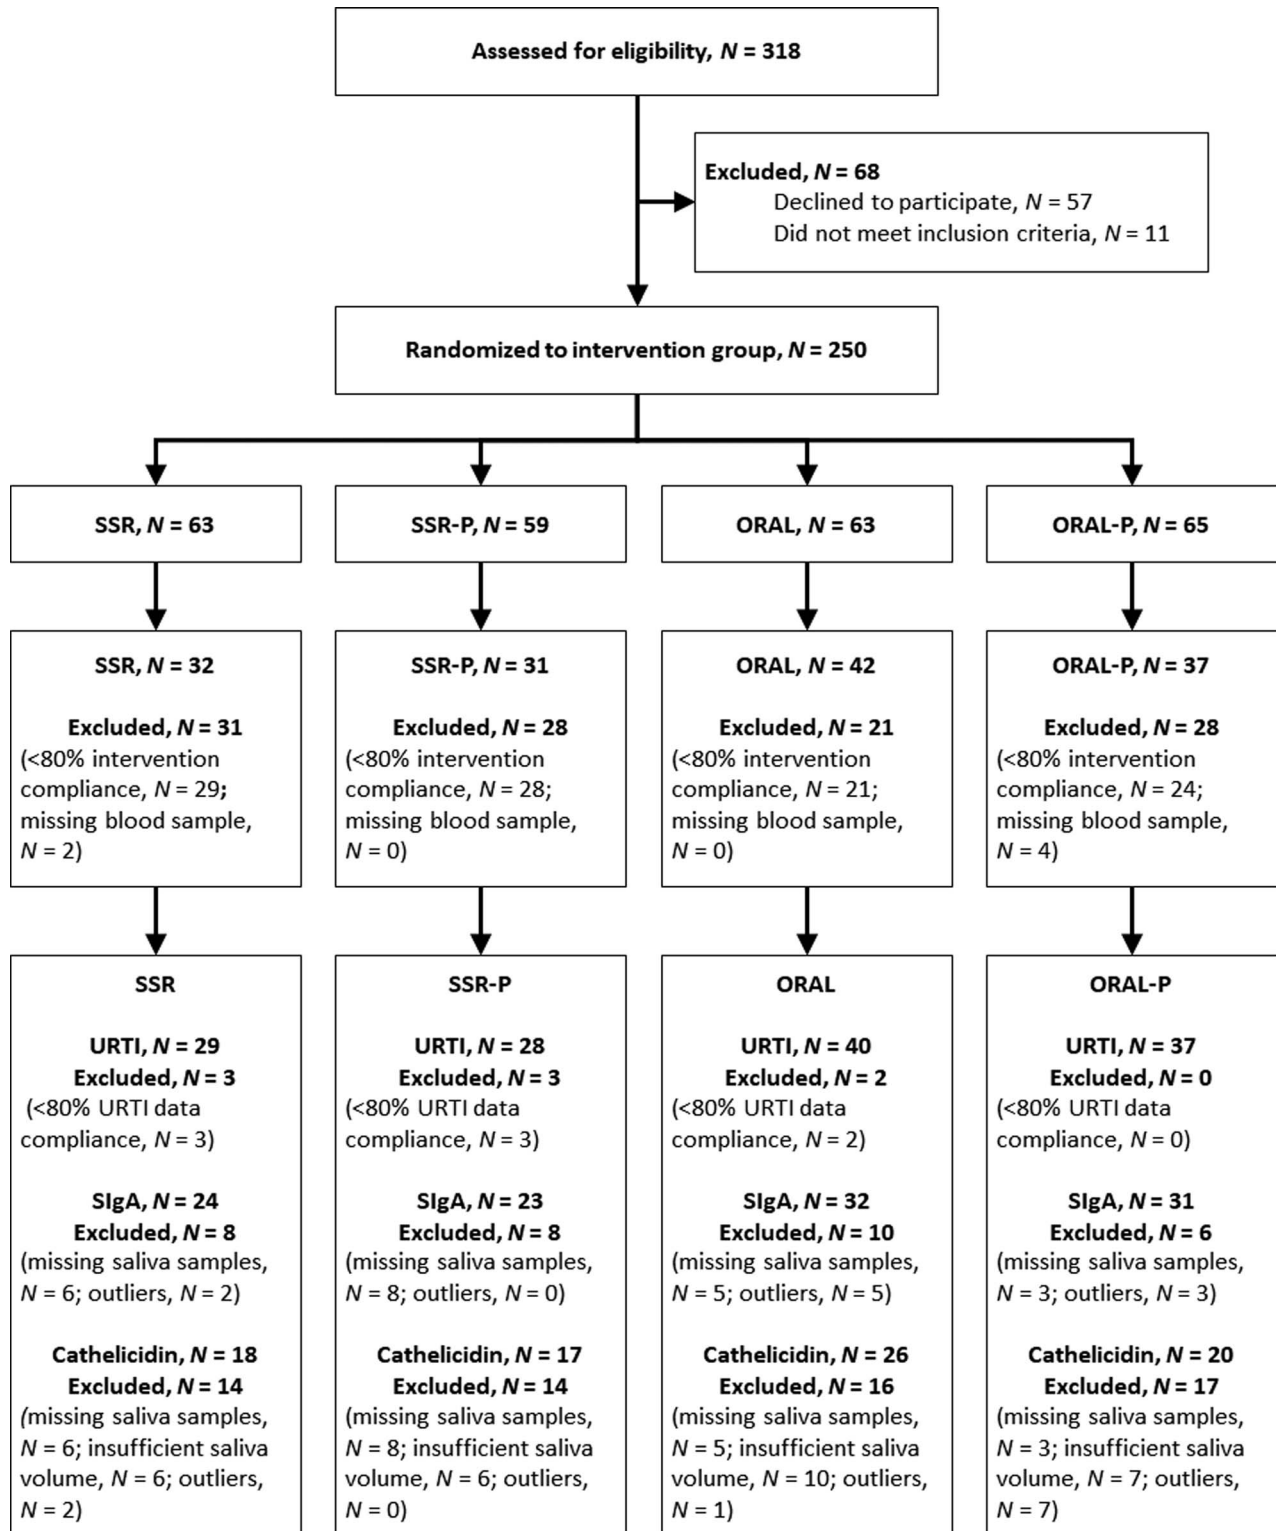 Assessed for eligibility, N = 318
Excluded, N = 68
Declined to participate, N = 57
Did not meet inclusion criteria, N = 11
Randomized to intervention group, N = 250
SSR, N = 63
SSR-P, N = 59
ORAL, N = 63
ORAL-P, N = 65
SSR, N = 32
Excluded, N = 31
(<80% intervention
compliance, N = 29;
missing blood sample,
N = 2)
SSR-P, N = 31
Excluded, N = 28
(<80% intervention
compliance, N = 28;
missing blood sample,
N = 0)
ORAL, N = 42
Excluded, N = 21
(<80% intervention
compliance, N = 21;
missing blood sample,
N = 0)
ORAL-P, N = 37
Excluded, N = 28
(<80% intervention
compliance, N = 24;
missing blood sample,
N = 4)
SSR
URTI, N = 29
Excluded, N = 3
(<80% URTI data
compliance, N = 3)
SIgA, N = 24
Excluded, N = 8
(missing saliva samples,
N = 6; outliers, N = 2)
Cathelicidin, N = 18
Excluded, N = 14
(missing saliva samples,
N = 6; insufficient saliva
volume, N = 6; outliers,
N = 2)
SSR-P
URTI, N = 28
Excluded, N = 3
(<80% URTI data
compliance, N = 3)
SIgA, N = 23
Excluded, N = 8
(missing saliva samples,
N = 8; outliers, N = 0)
Cathelicidin, N = 17
Excluded, N = 14
(missing saliva samples,
N = 8; insufficient saliva
volume, N = 6; outliers,
N = 0)
ORAL
URTI, N = 40
Excluded, N = 2
(<80% URTI data
compliance, N = 2)
SIgA, N = 32
Excluded, N = 10
(missing saliva samples,
N = 5; outliers, N = 5)
Cathelicidin, N = 26
Excluded, N = 16
(missing saliva samples,
N = 5; insufficient saliva
volume, N = 10; outliers,
N = 1)
ORAL-P
URTI, N = 37
Excluded, N = 0
(<80% URTI data
compliance, N = 0)
SIgA, N = 31
Excluded, N = 6
(missing saliva samples,
N = 3; outliers, N = 3)
Cathelicidin, N = 20
Excluded, N = 17
(missing saliva samples,
N = 3; insufficient saliva
volume, N = 7; outliers,
N = 7)